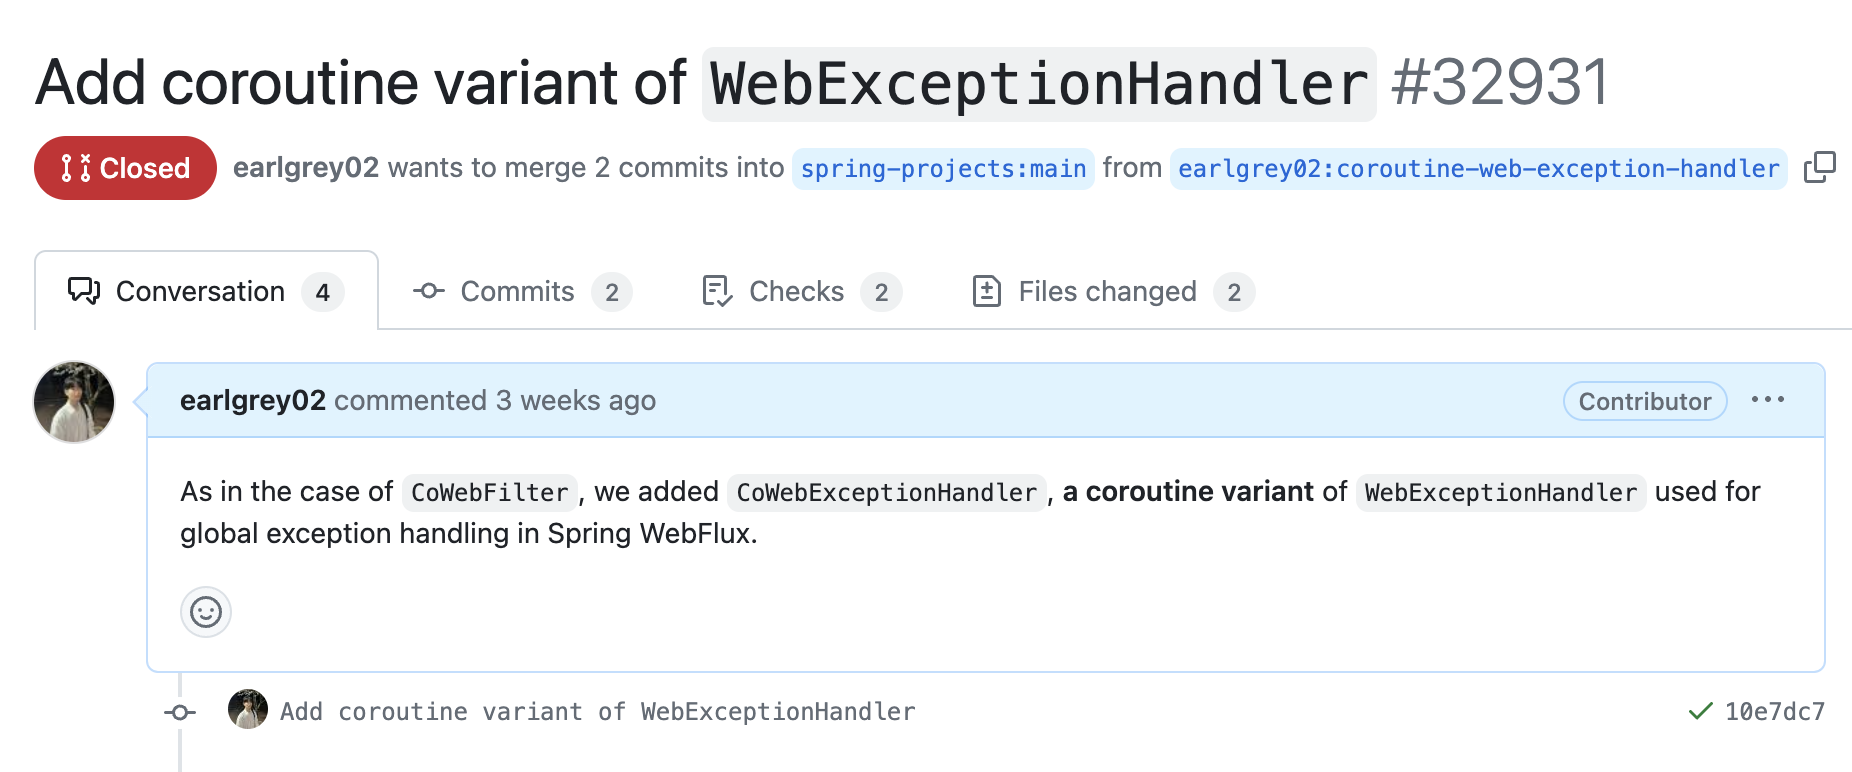 Add coroutine variant of WebExceptionHandler #32931
Closed earlgrey02 wants to merge 2 commits into spring-projects:main from earlgrey02:coroutine-web-exception-handler
Conversation 4 Commits 2 Checks 2 Files changed 2
earlgrey02 commented 3 weeks ago Contributor
As in the case of CoWebFilter, we added CoWebExceptionHandler, a coroutine variant of WebExceptionHandler used for
global exception handling in Spring WebFlux.
Add coroutine variant of WebExceptionHandler 10e7dc7